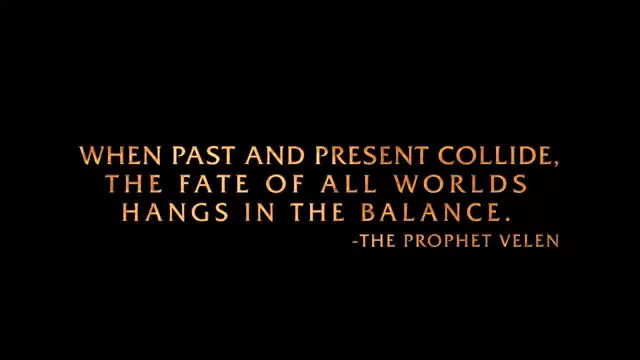 WHEN PAST AND PRESENT COLLIDE,
THE FATE OF ALL WORLDS
HANGS IN THE BALANCE.
-THE PROPHET VELEN